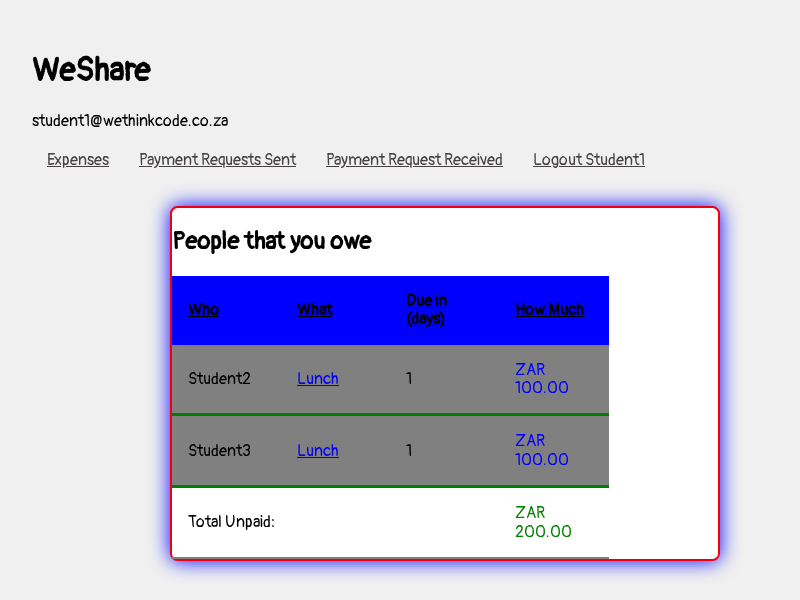 WeShare
student1@wethinkcode.co.za
Expenses Payment Requests Sent Payment Request Received Logout Student1
People that you owe
Who What Due in (days) How Much
Student2 Lunch 1 ZAR 100.00
Student3 Lunch 1 ZAR 100.00
Total Unpaid: ZAR 200.00